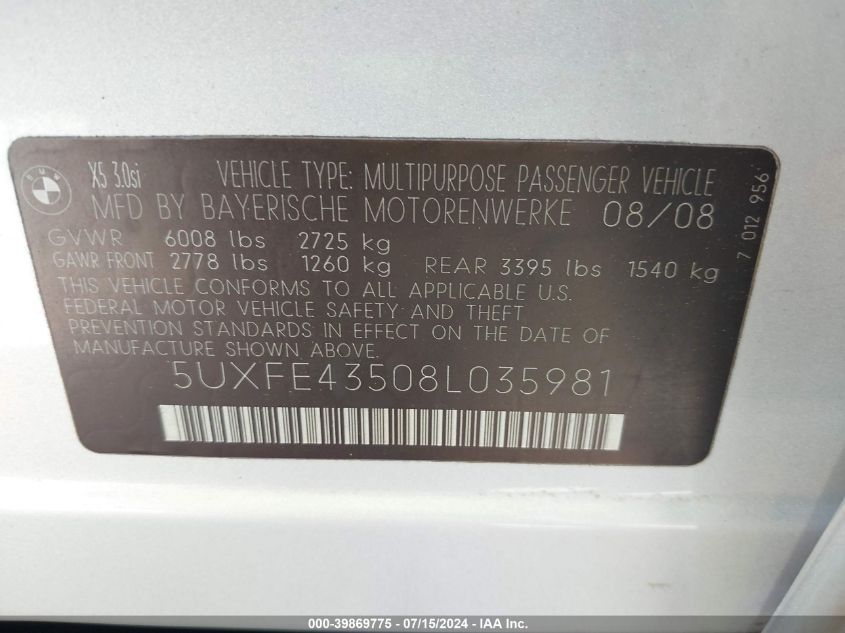 BMW
X5 3.0si VEHICLE TYPE: MULTIPURPOSE PASSENGER VEHICLE
MFD BY BAYERISCHE MOTORENWERKE 08/08
GVWR 6008 lbs 2725 kg
GAWR FRONT 2778 lbs 1260 kg REAR 3395 lbs 1540 kg
THIS VEHICLE CONFORMS TO ALL APPLICABLE U.S.
FEDERAL MOTOR VEHICLE SAFETY AND THEFT
PREVENTION STANDARDS IN EFFECT ON THE DATE OF
MANUFACTURE SHOWN ABOVE.
5UXFE43508L035981
7 012 956
000-39869775 - 07/15/2024 - IAA Inc.